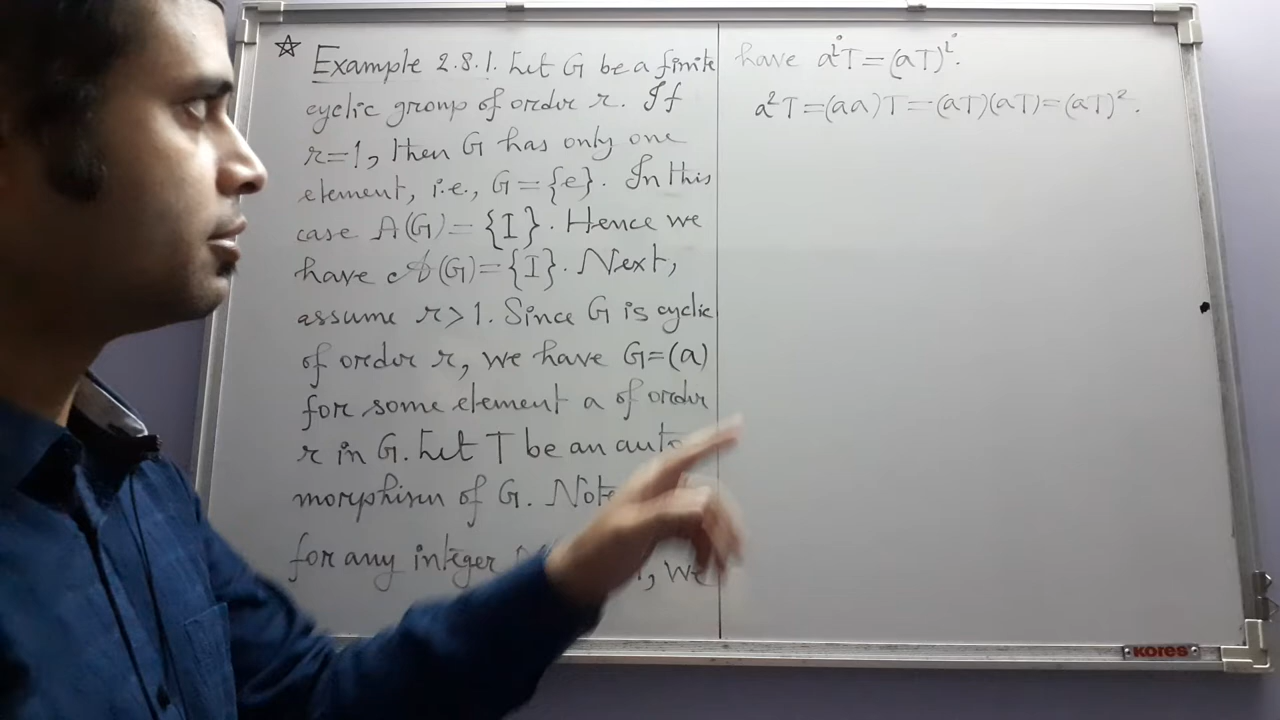 ☆ Example 2.8.1. Let G be a finite
cyclic group of order r. If
r=1, then G has only one
element, i.e., G={e}. In this
case A(G)={I}. Hence we
have 𝒜(G)={I}. Next,
assume r>1. Since G is cyclic
of order r, we have G=(a)
for some element a of order
r in G. Let T be an auto
morphism of G. Note
for any integer , we
have aⁱT=(aT)ⁱ.
a²T=(aa)T=(aT)(aT)=(aT)².
kores